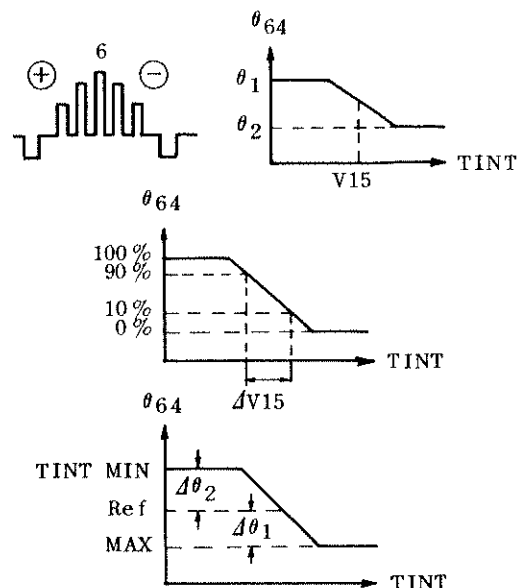 6
⊕ ⊖
θ64
θ1
θ2
V15
TINT
θ64
100%
90%
10%
0%
ΔV15
TINT
θ64
TINT MIN
Δθ2
Ref
Δθ1
MAX
TINT